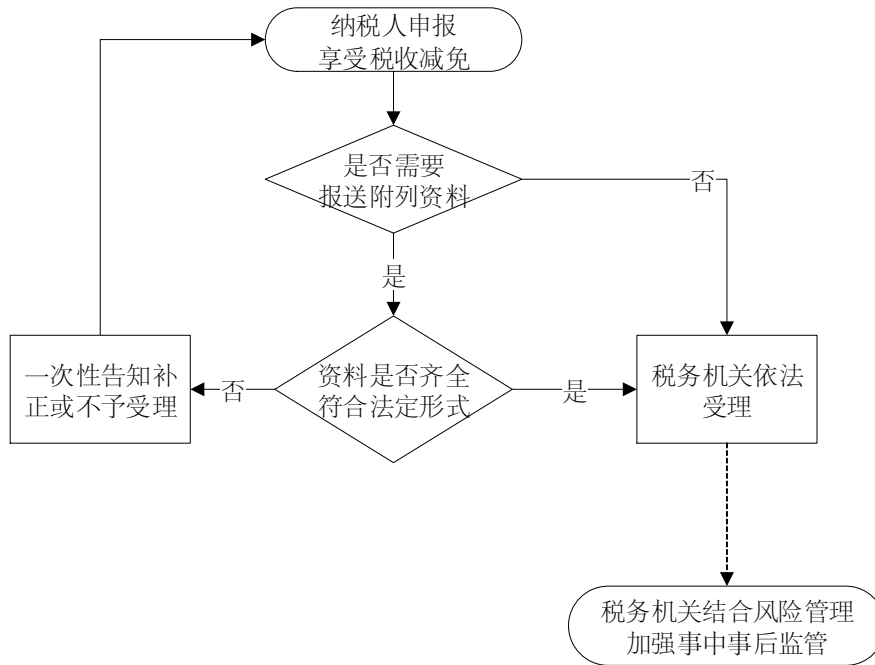 纳税人申报
享受税收减免
是否需要
报送附列资料
否
是
一次性告知补
正或不予受理
否
资料是否齐全
符合法定形式
是
税务机关依法
受理
税务机关结合风险管理
加强事中事后监管